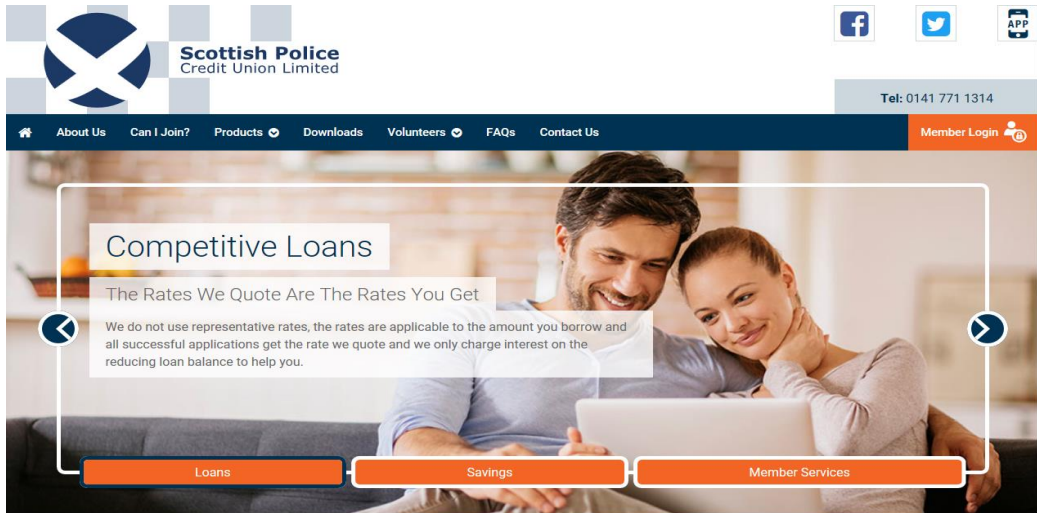 Scottish Police
Credit Union Limited
APP
Tel: 0141 771 1314
About Us Can I Join? Products Downloads Volunteers FAQs Contact Us Member Login
Competitive Loans
The Rates We Quote Are The Rates You Get
We do not use representative rates, the rates are applicable to the amount you borrow and
all successful applications get the rate we quote and we only charge interest on the
reducing loan balance to help you.
Loans Savings Member Services